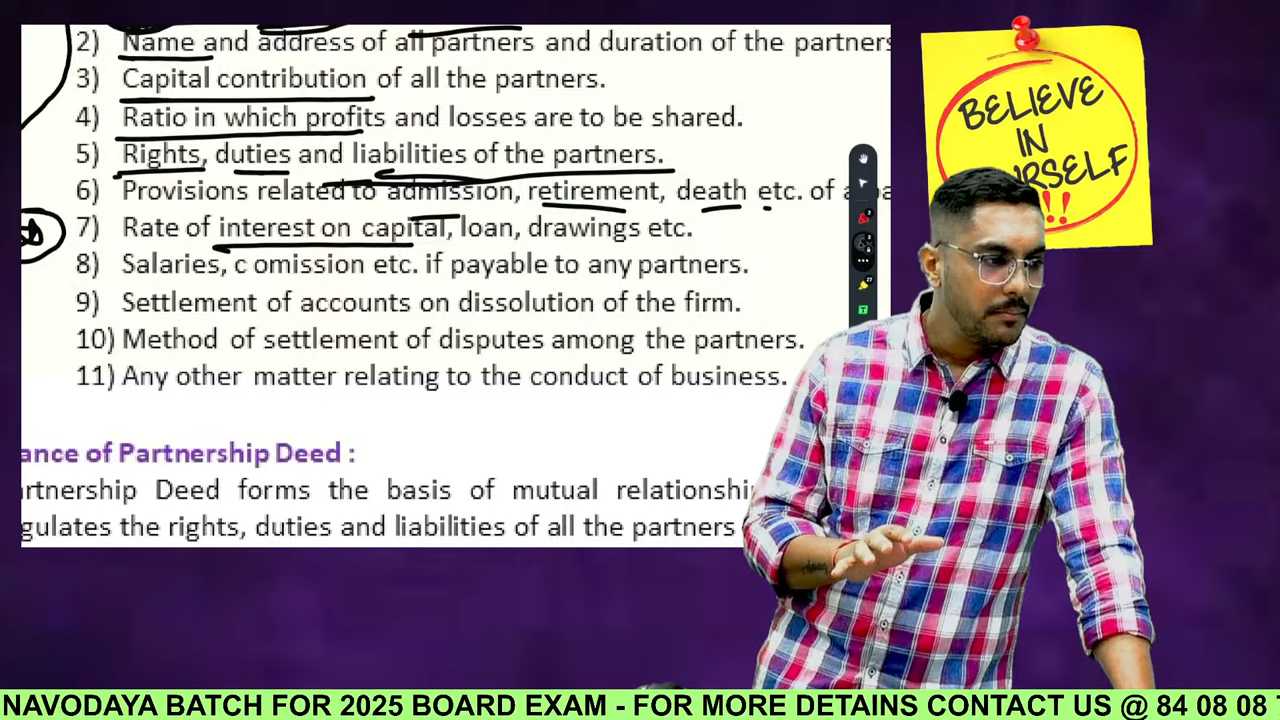 2) Name and address of all partners and duration of the partners
3) Capital contribution of all the partners.
4) Ratio in which profits and losses are to be shared.
5) Rights, duties and liabilities of the partners.
6) Provisions related to admission, retirement, death etc. of a pa
7) Rate of interest on capital, loan, drawings etc.
8) Salaries, c omission etc. if payable to any partners.
9) Settlement of accounts on dissolution of the firm.
10) Method of settlement of disputes among the partners.
11) Any other matter relating to the conduct of business.
ance of Partnership Deed :
rtnership Deed forms the basis of mutual relationshi
gulates the rights, duties and liabilities of all the partners
BELIEVE
IN
URSELF
!!
NAVODAYA BATCH FOR 2025 BOARD EXAM - FOR MORE DETAINS CONTACT US @ 84 08 08